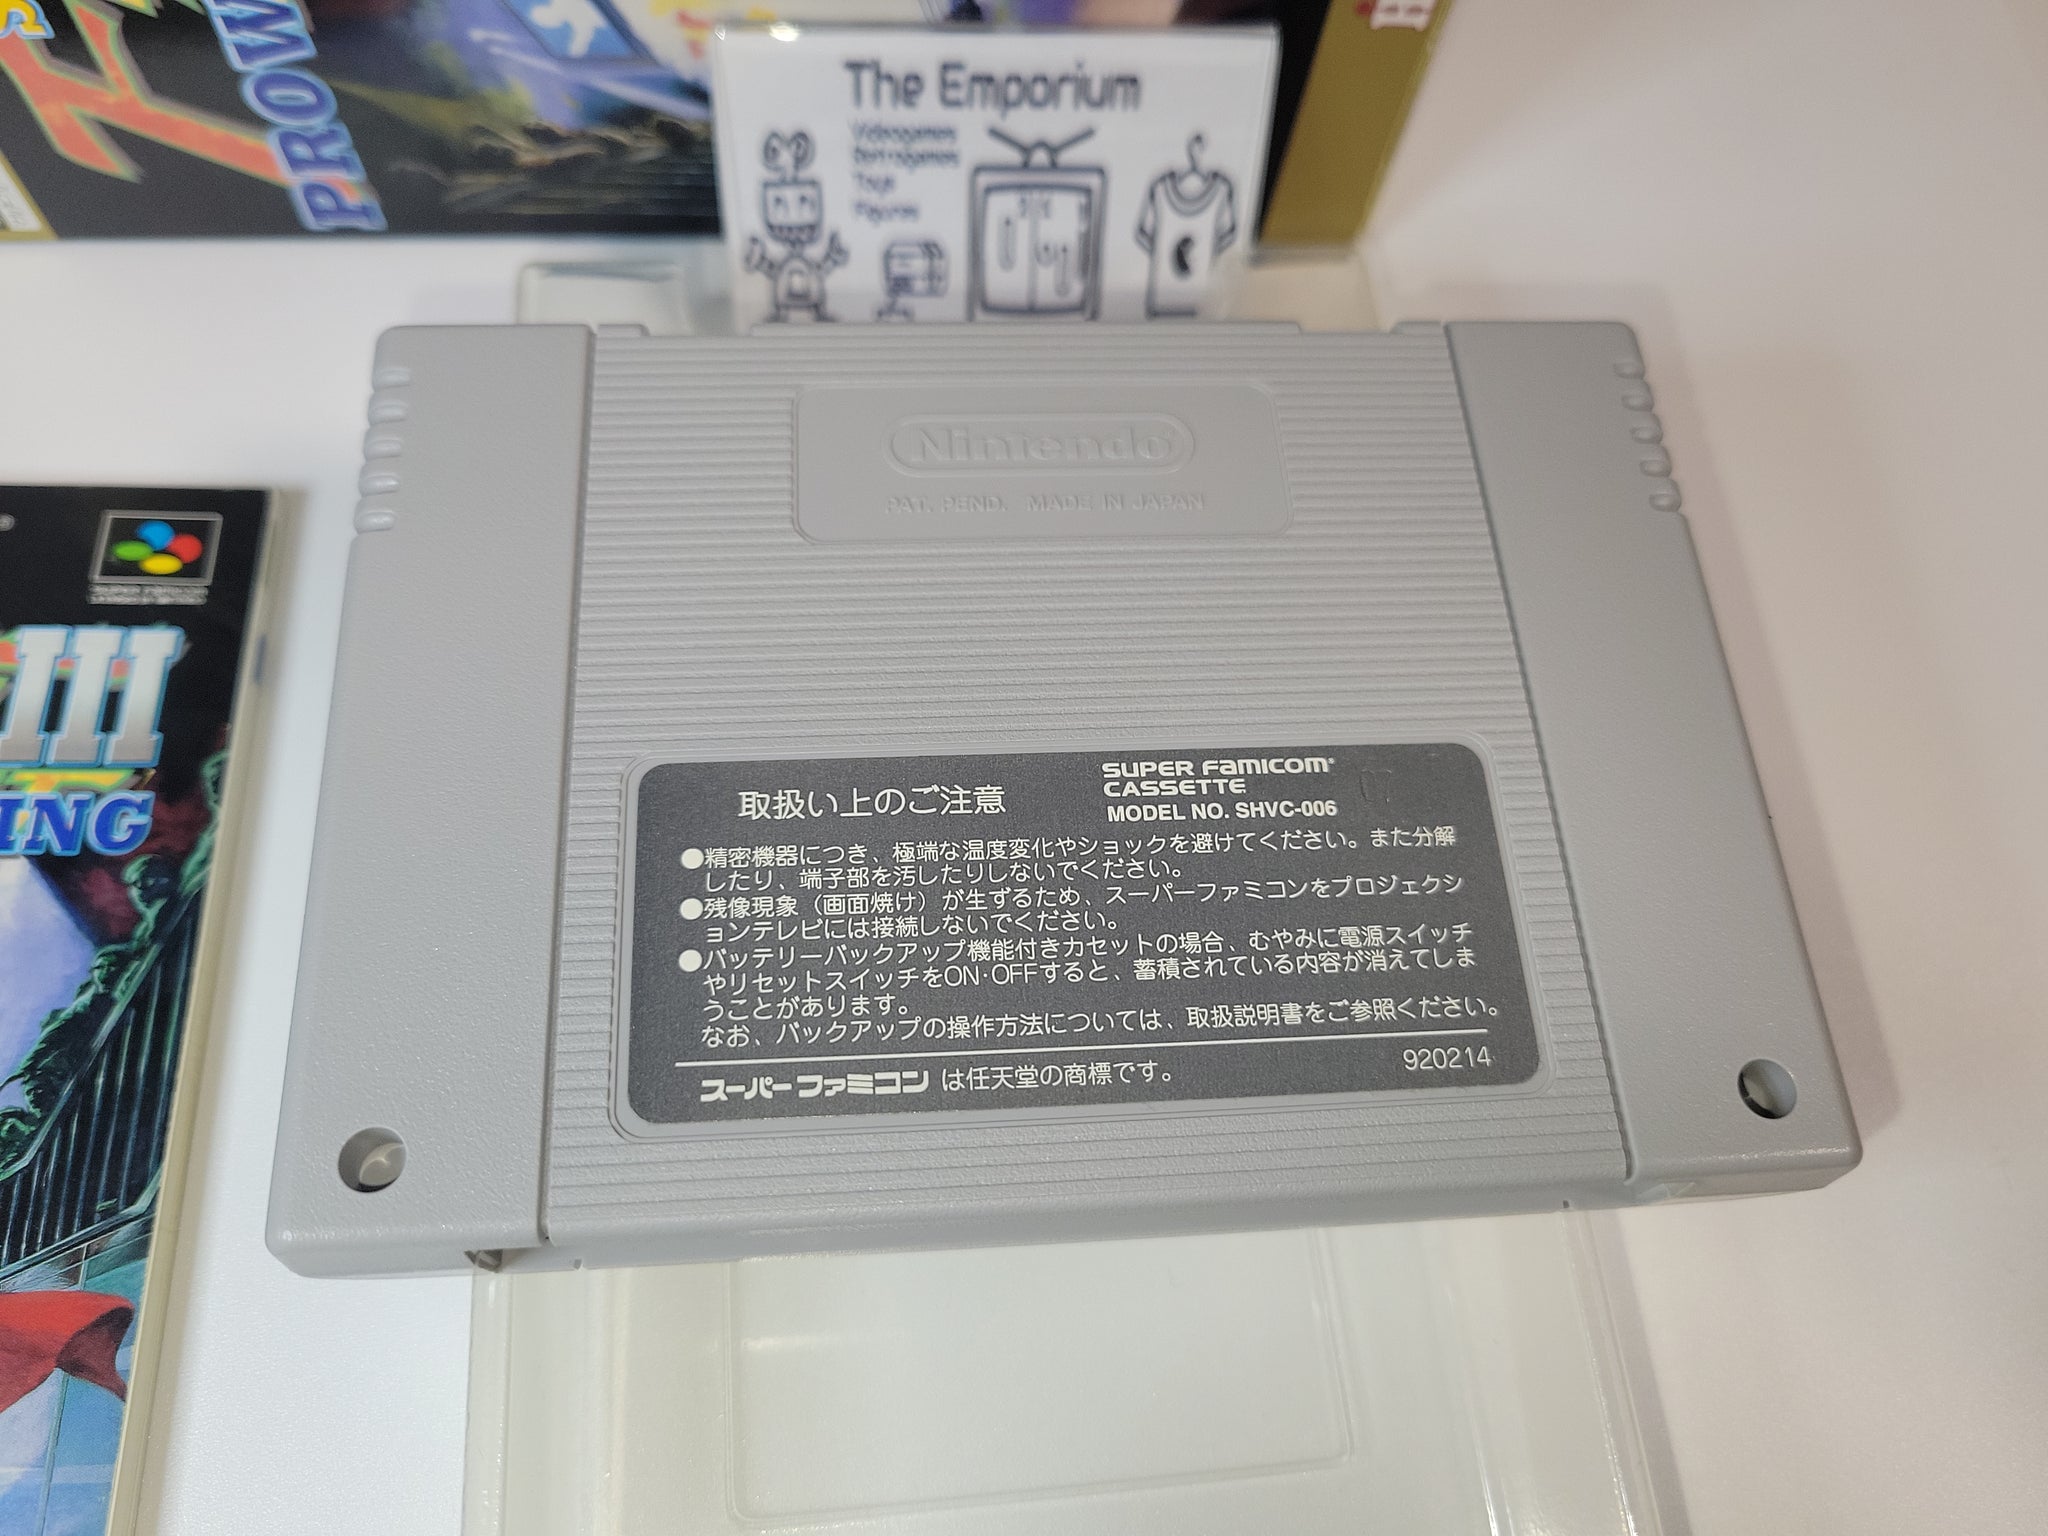 PROW
The Emporium
Videogames
Retrogames
Toys
Figures
Nintendo
PAT. PEND. MADE IN JAPAN
III
ING
取扱い上のご注意
SUPER FAMICOM
CASSETTE
MODEL NO. SHVC-006
●精密機器につき、極端な温度変化やショックを避けてください。また分解
したり、端子部を汚したりしないでください。
●残像現象（画面焼け）が生ずるため、スーパーファミコンをプロジェクシ
ョンテレビには接続しないでください。
●バッテリーバックアップ機能付きカセットの場合、むやみに電源スイッチ
やリセットスイッチをON・OFFすると、蓄積されている内容が消えてしま
うことがあります。
なお、バックアップの操作方法については、取扱説明書をご参照ください。
スーパーファミコン は任天堂の商標です。
920214